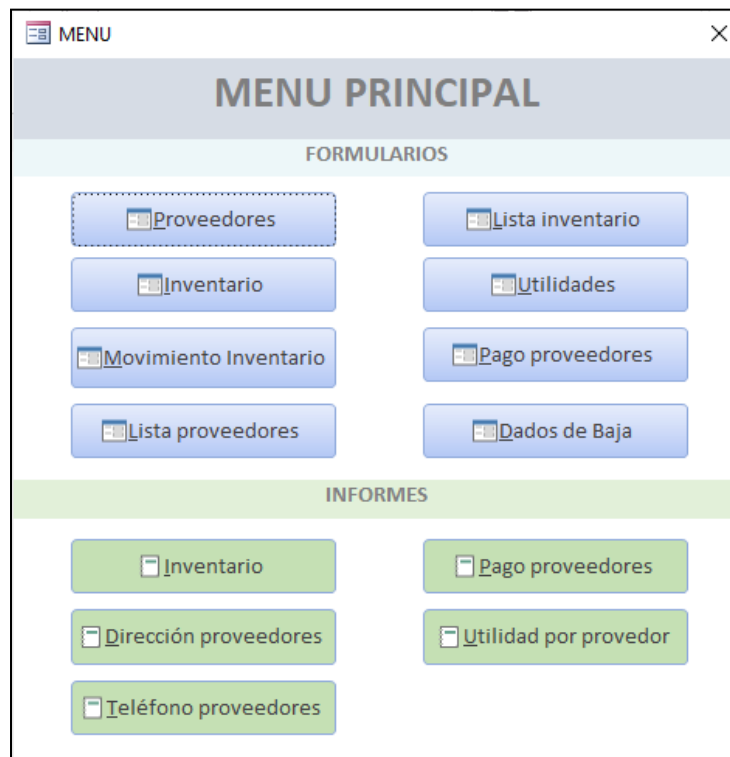 MENU
MENU PRINCIPAL
FORMULARIOS
Proveedores
Lista inventario
Inventario
Utilidades
Movimiento Inventario
Pago proveedores
Lista proveedores
Dados de Baja
INFORMES
Inventario
Pago proveedores
Dirección proveedores
Utilidad por provedor
Teléfono proveedores